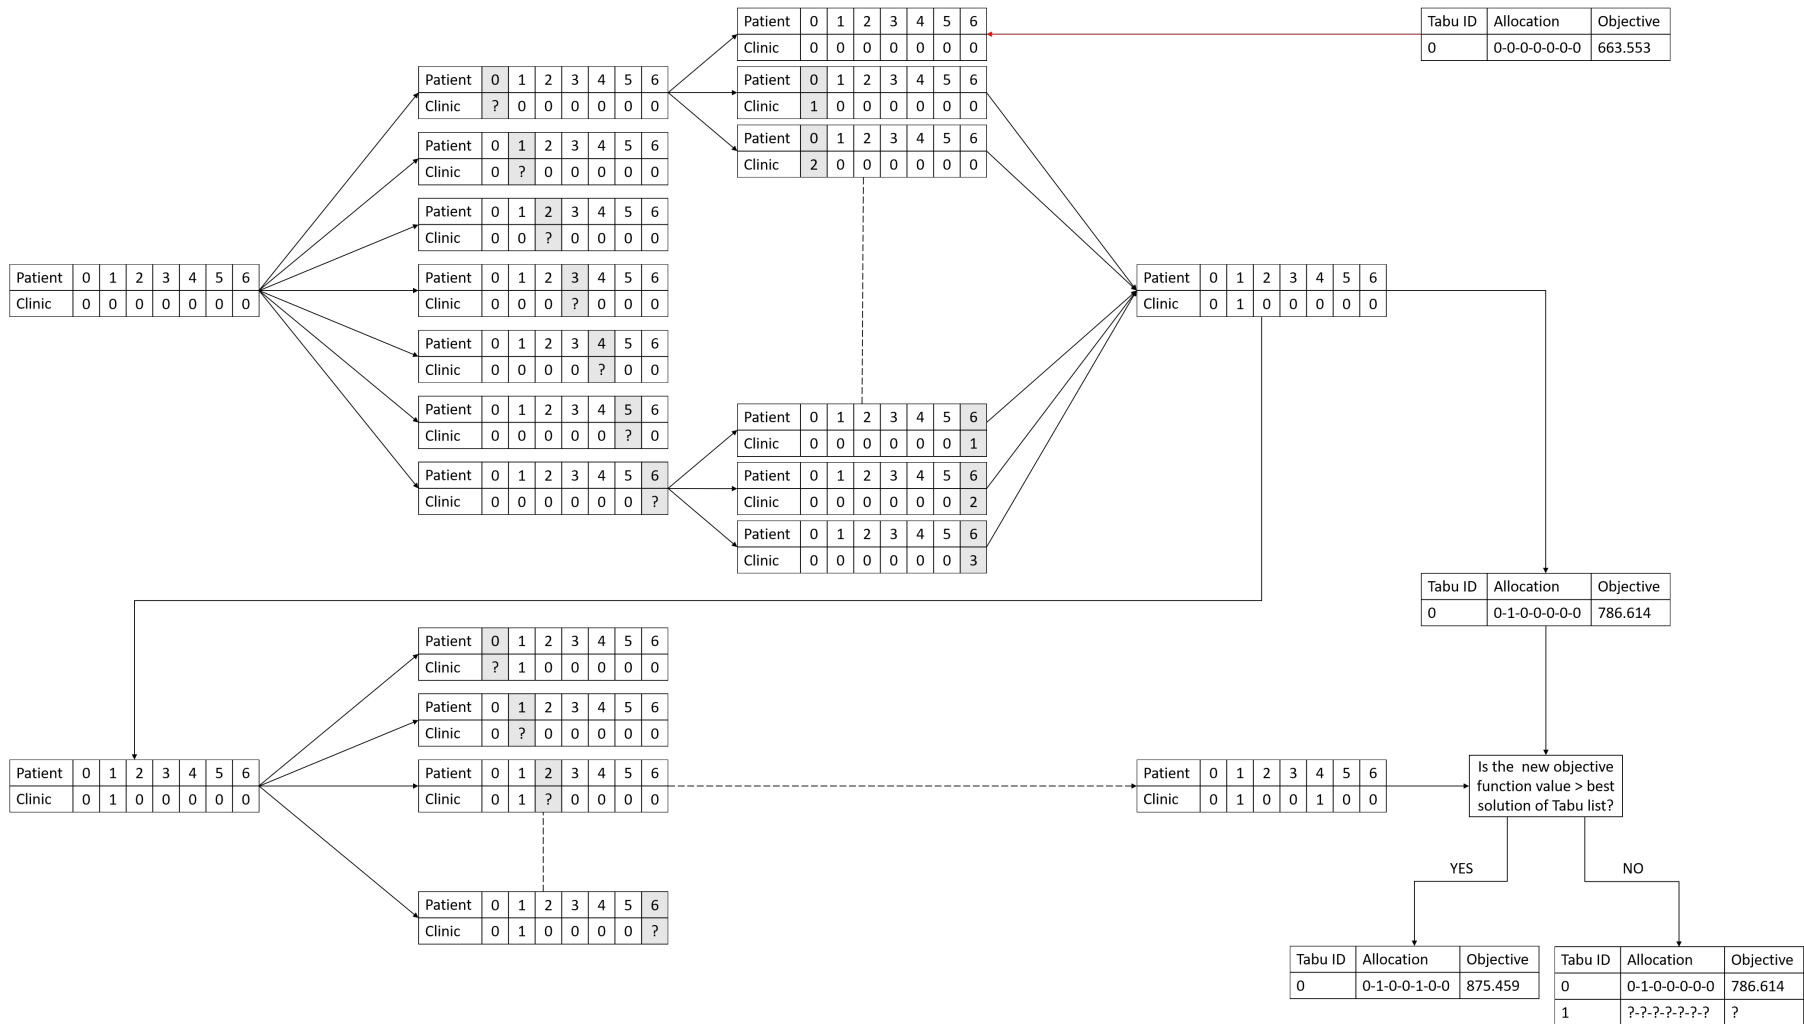 Patient 0 1 2 3 4 5 6
Clinic 0 0 0 0 0 0 0
Tabu ID Allocation Objective
0 0-0-0-0-0-0-0 663.553
Patient 0 1 2 3 4 5 6
Clinic ? 0 0 0 0 0 0
Patient 0 1 2 3 4 5 6
Clinic 1 0 0 0 0 0 0
Patient 0 1 2 3 4 5 6
Clinic 2 0 0 0 0 0 0
Patient 0 1 2 3 4 5 6
Clinic 0 ? 0 0 0 0 0
Patient 0 1 2 3 4 5 6
Clinic 0 0 ? 0 0 0 0
Patient 0 1 2 3 4 5 6
Clinic 0 0 0 0 0 0 0
Patient 0 1 2 3 4 5 6
Clinic 0 0 0 ? 0 0 0
Patient 0 1 2 3 4 5 6
Clinic 0 1 0 0 0 0 0
Patient 0 1 2 3 4 5 6
Clinic 0 0 0 0 ? 0 0
Patient 0 1 2 3 4 5 6
Clinic 0 0 0 0 0 ? 0
Patient 0 1 2 3 4 5 6
Clinic 0 0 0 0 0 0 1
Patient 0 1 2 3 4 5 6
Clinic 0 0 0 0 0 0 ?
Patient 0 1 2 3 4 5 6
Clinic 0 0 0 0 0 0 2
Patient 0 1 2 3 4 5 6
Clinic 0 0 0 0 0 0 3
Tabu ID Allocation Objective
0 0-1-0-0-0-0-0 786.614
Patient 0 1 2 3 4 5 6
Clinic ? 1 0 0 0 0 0
Patient 0 1 2 3 4 5 6
Clinic 0 ? 0 0 0 0 0
Patient 0 1 2 3 4 5 6
Clinic 0 1 0 0 0 0 0
Patient 0 1 2 3 4 5 6
Clinic 0 1 ? 0 0 0 0
Patient 0 1 2 3 4 5 6
Clinic 0 1 0 0 1 0 0
Is the new objective
function value > best
solution of Tabu list?
YES
NO
Patient 0 1 2 3 4 5 6
Clinic 0 1 0 0 0 0 ?
Tabu ID Allocation Objective
0 0-1-0-0-1-0-0 875.459
Tabu ID Allocation Objective
0 0-1-0-0-0-0-0 786.614
1 ?-?-?-?-?-?-? ?